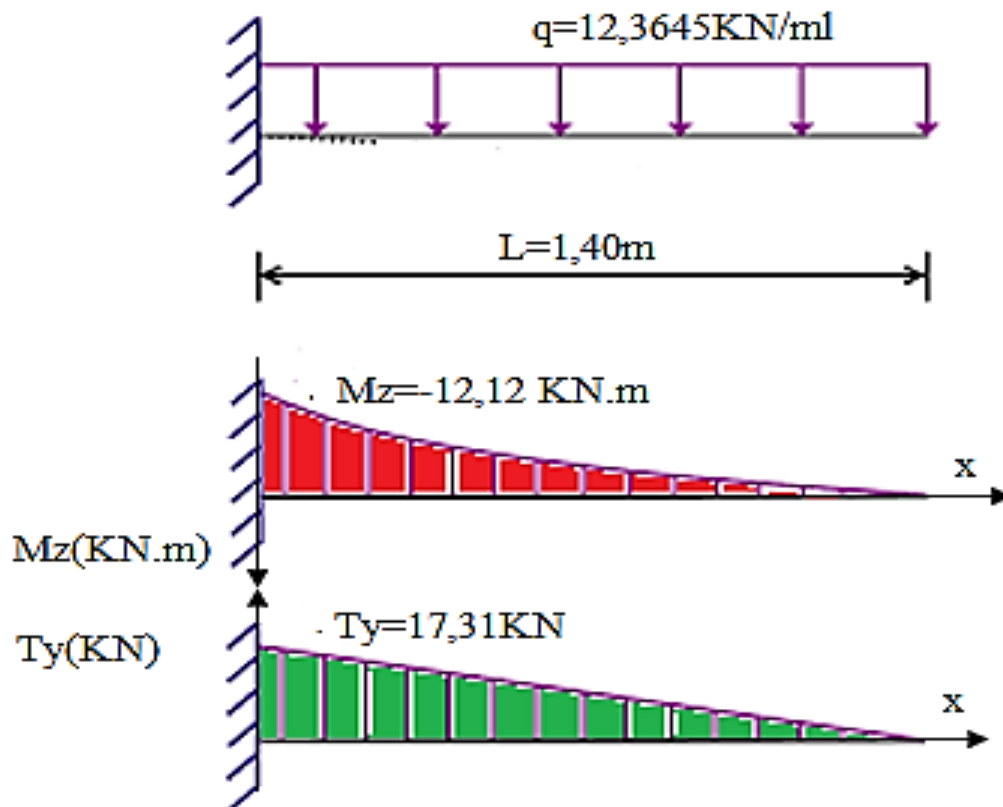 q=12,3645KN/ml
L=1,40m
Mz=-12,12 KN.m
x
Mz(KN.m)
Ty(KN)
Ty=17,31KN
x